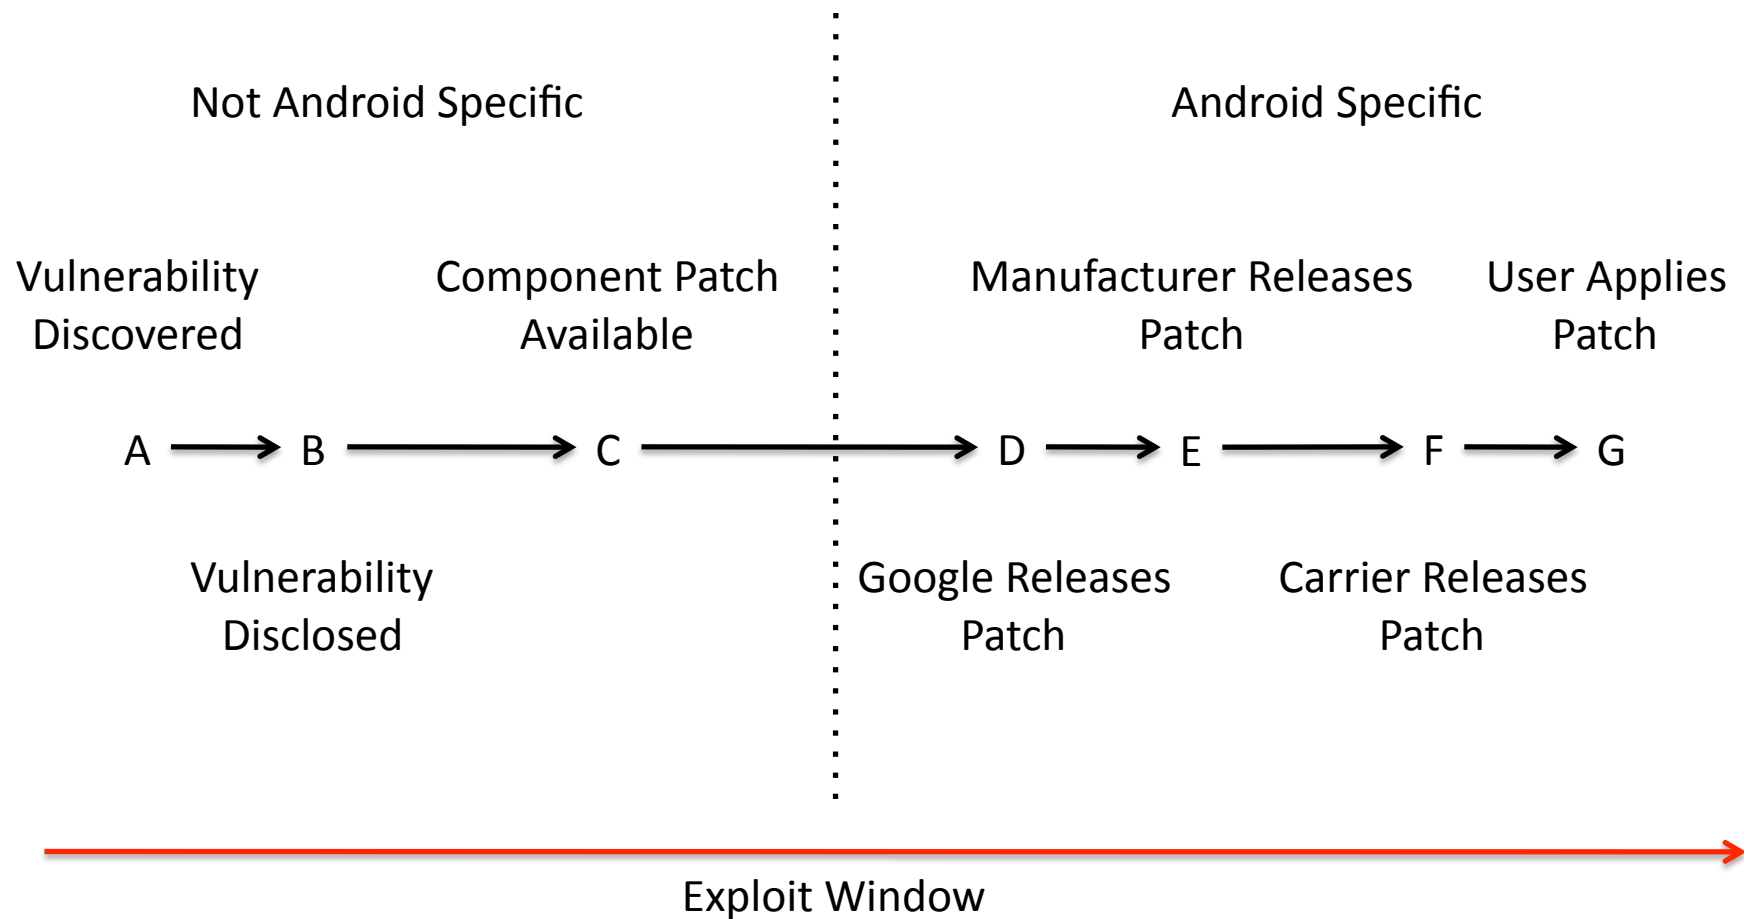 Not Android Specific
Android Specific
Vulnerability
Discovered
Component Patch
Available
Manufacturer Releases
Patch
User Applies
Patch
A
B
C
D
E
F
G
Vulnerability
Disclosed
Google Releases
Patch
Carrier Releases
Patch
Exploit Window